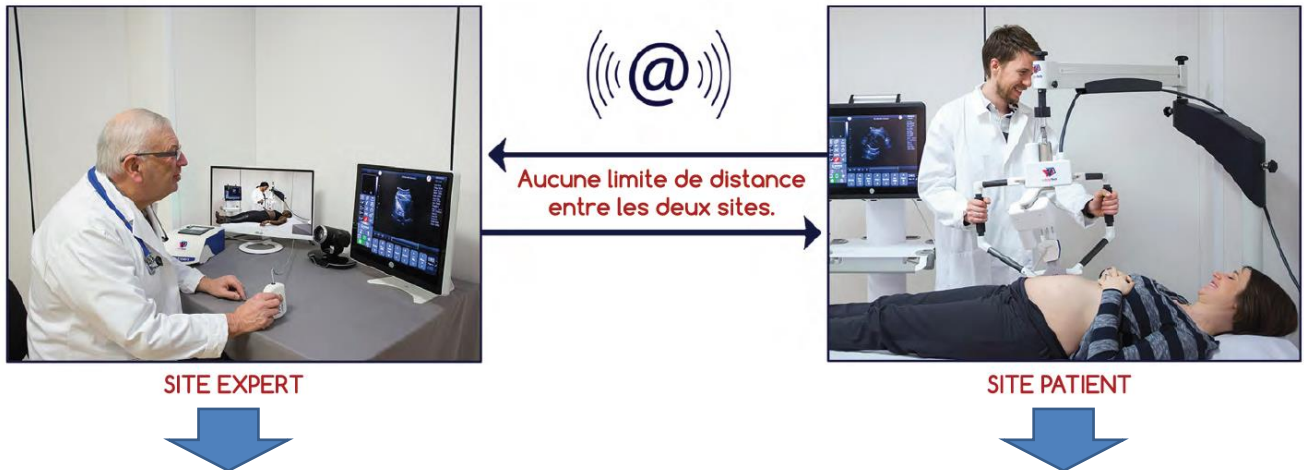 @
Aucune limite de distance
entre les deux sites.
SITE EXPERT
SITE PATIENT